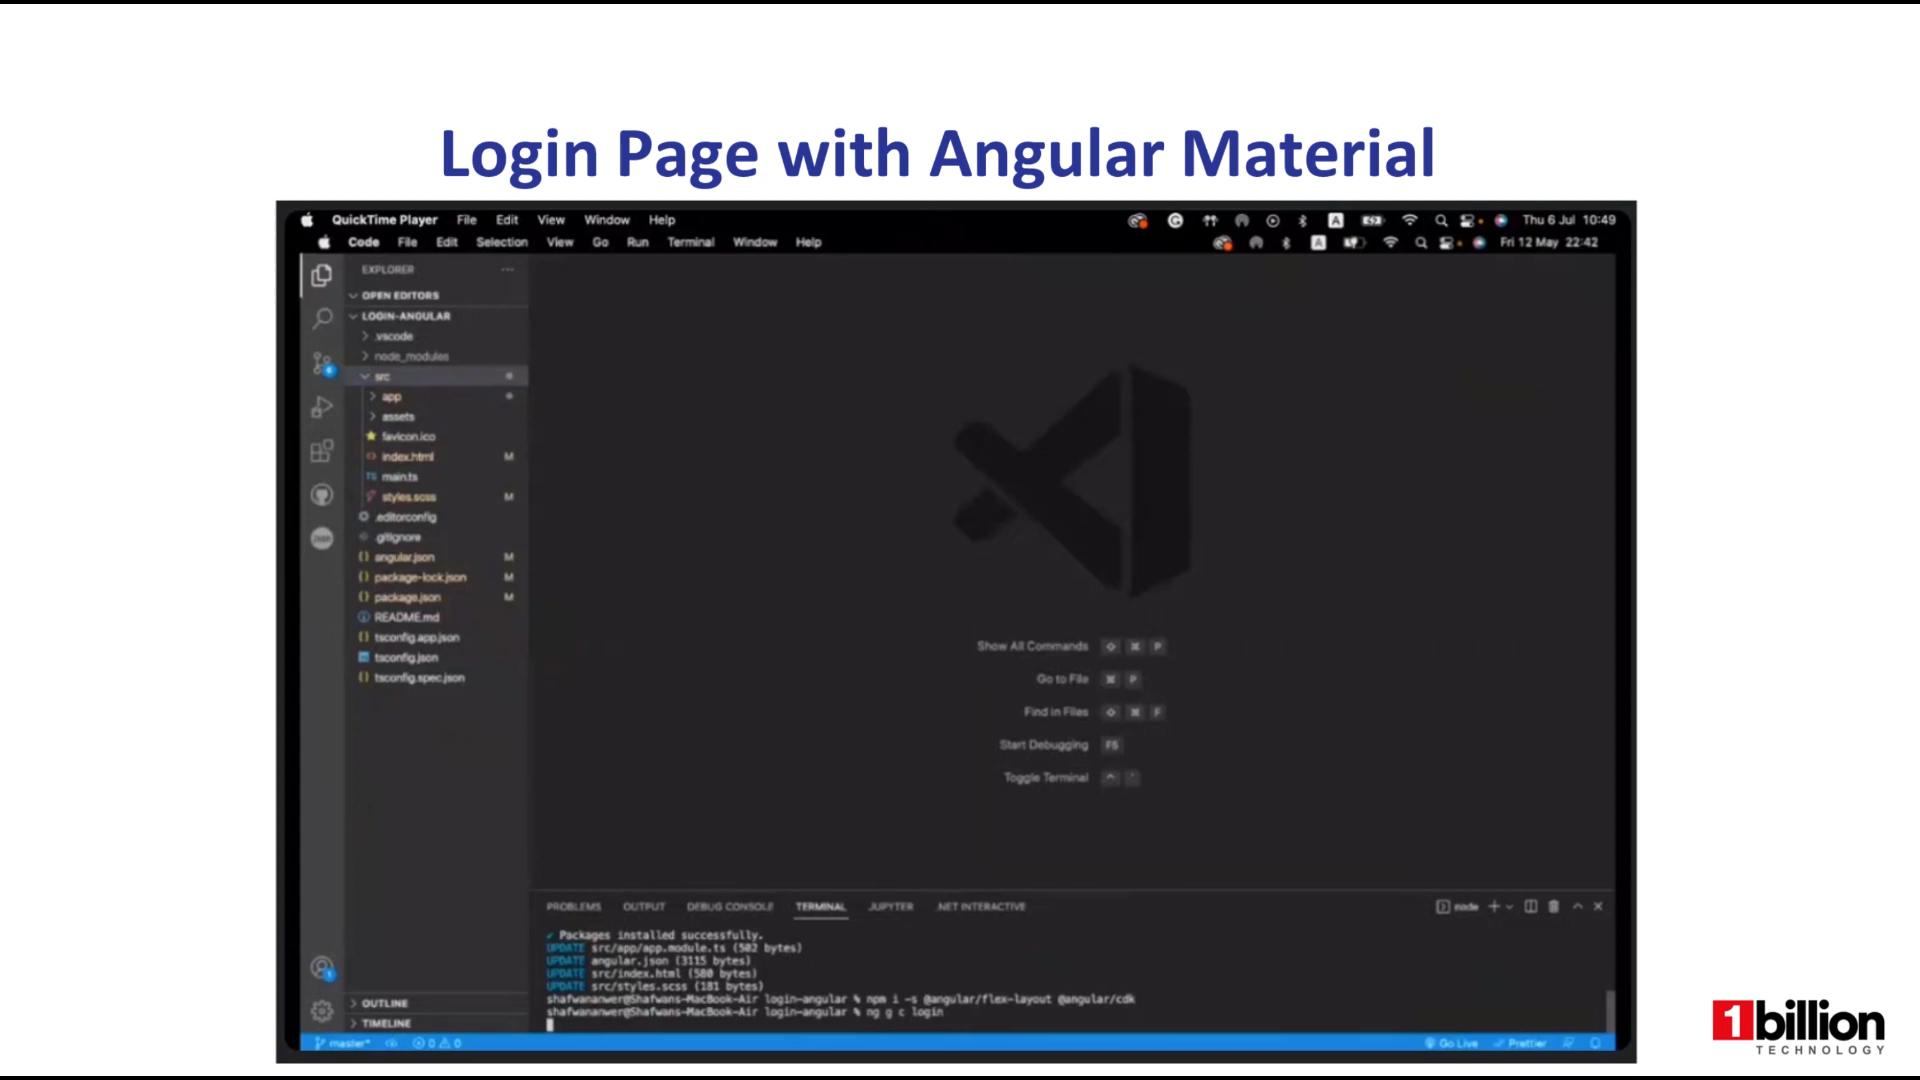 Login Page with Angular Material
QuickTime Player File Edit View Window Help Thu 6 Jul 10:49
Code File Edit Selection View Go Run Terminal Window Help Fri 12 May 22:42
EXPLORER
OPEN EDITORS
LOGIN-ANGULAR
.vscode
node_modules
src
app
assets
favicon.ico
index.html M
TS main.ts
styles.scss M
.editorconfig
.gitignore
{} angular.json M
{} package-lock.json M
{} package.json M
README.md
{} tsconfig.app.json
tsconfig.json
{} tsconfig.spec.json
Show All Commands ⇧ ⌘ P
Go to File ⌘ P
Find in Files ⇧ ⌘ F
Start Debugging F5
Toggle Terminal ^ `
PROBLEMS OUTPUT DEBUG CONSOLE TERMINAL JUPYTER .NET INTERACTIVE node
✓ Packages installed successfully.
UPDATE src/app/app.module.ts (502 bytes)
UPDATE angular.json (3115 bytes)
UPDATE src/index.html (580 bytes)
UPDATE src/styles.scss (181 bytes)
shafwananwer@Shafwans-MacBook-Air login-angular % npm i -s @angular/flex-layout @angular/cdk
shafwananwer@Shafwans-MacBook-Air login-angular % ng g c login
OUTLINE
TIMELINE
master* 0 0 Go Live Prettier
1billion
TECHNOLOGY